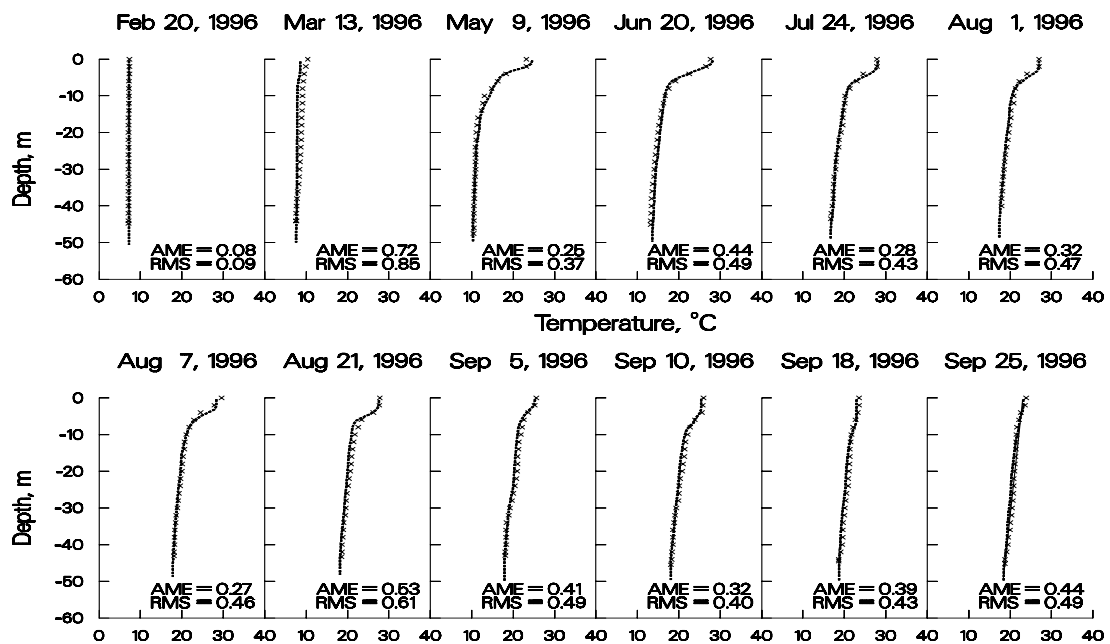 Feb 20, 1996 Mar 13, 1996 May 9, 1996 Jun 20, 1996 Jul 24, 1996 Aug 1, 1996
0
-10
-20
-30
-40
-50
-60
Depth, m
AME = 0.08 AME = 0.72 AME = 0.25 AME = 0.44 AME = 0.28 AME = 0.32
RMS = 0.09 RMS = 0.85 RMS = 0.37 RMS = 0.49 RMS = 0.43 RMS = 0.47
0 10 20 30 40 10 20 30 40 10 20 30 40 10 20 30 40 10 20 30 40 10 20 30 40
Temperature, °C
Aug 7, 1996 Aug 21, 1996 Sep 5, 1996 Sep 10, 1996 Sep 18, 1996 Sep 25, 1996
0
-10
-20
-30
-40
-50
-60
Depth, m
AME = 0.27 AME = 0.53 AME = 0.41 AME = 0.32 AME = 0.39 AME = 0.44
RMS = 0.46 RMS = 0.61 RMS = 0.49 RMS = 0.40 RMS = 0.43 RMS = 0.49
0 10 20 30 40 10 20 30 40 10 20 30 40 10 20 30 40 10 20 30 40 10 20 30 40